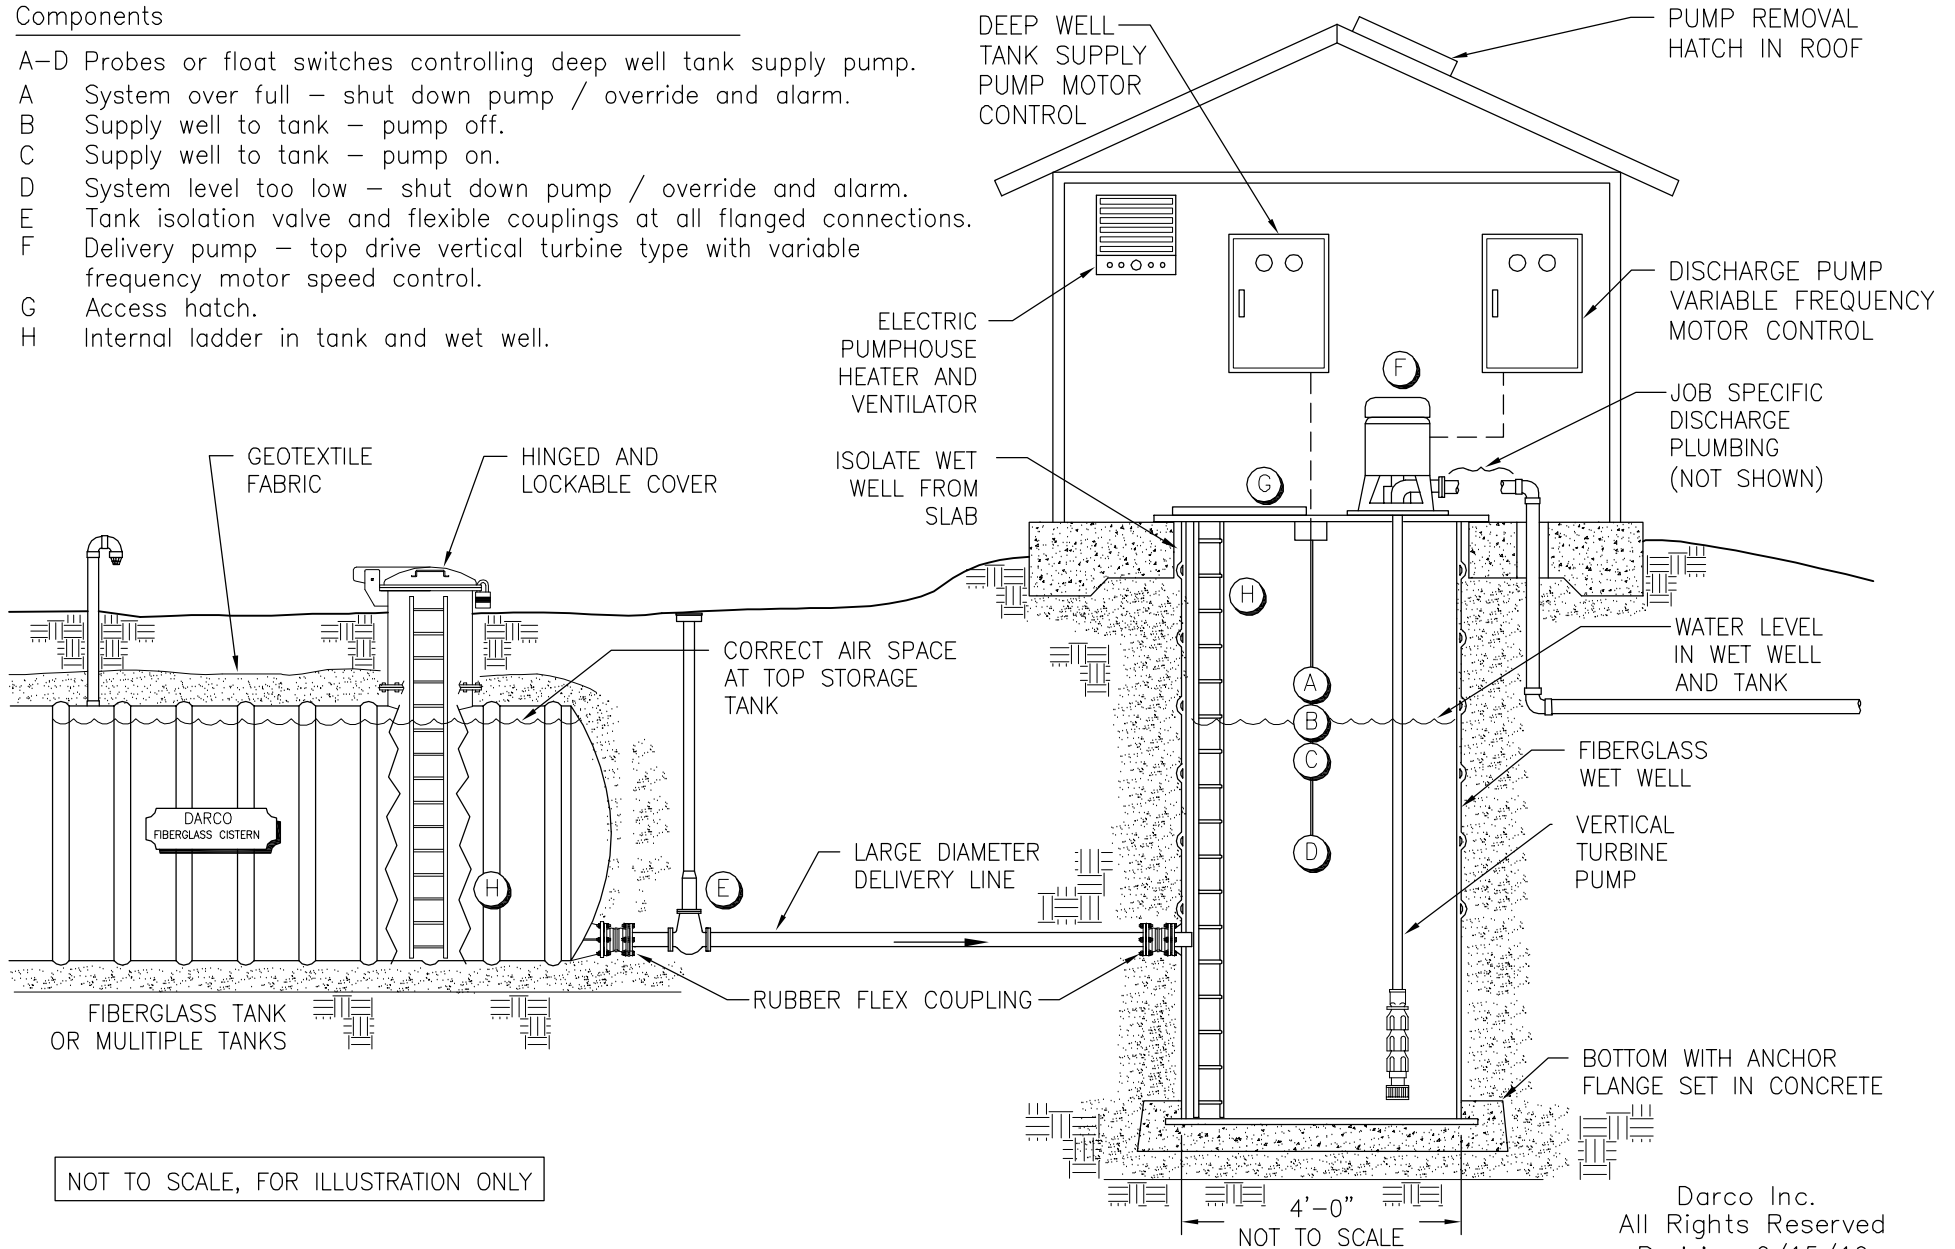 Components
A-D Probes or float switches controlling deep well tank supply pump.
A System over full - shut down pump / override and alarm.
B Supply well to tank - pump off.
C Supply well to tank - pump on.
D System level too low - shut down pump / override and alarm.
E Tank isolation valve and flexible couplings at all flanged connections.
F Delivery pump - top drive vertical turbine type with variable
frequency motor speed control.
G Access hatch.
H Internal ladder in tank and wet well.
DEEP WELL
TANK SUPPLY
PUMP MOTOR
CONTROL
PUMP REMOVAL
HATCH IN ROOF
DISCHARGE PUMP
VARIABLE FREQUENCY
MOTOR CONTROL
ELECTRIC
PUMPHOUSE
HEATER AND
VENTILATOR
F
JOB SPECIFIC
DISCHARGE
PLUMBING
(NOT SHOWN)
GEOTEXTILE
FABRIC
HINGED AND
LOCKABLE COVER
ISOLATE WET
WELL FROM
SLAB
G
H
CORRECT AIR SPACE
AT TOP STORAGE
TANK
WATER LEVEL
IN WET WELL
AND TANK
A
B
C
D
FIBERGLASS
WET WELL
DARCO
FIBERGLASS CISTERN
VERTICAL
TURBINE
PUMP
H
E
LARGE DIAMETER
DELIVERY LINE
RUBBER FLEX COUPLING
FIBERGLASS TANK
OR MULITIPLE TANKS
BOTTOM WITH ANCHOR
FLANGE SET IN CONCRETE
NOT TO SCALE, FOR ILLUSTRATION ONLY
4'-0"
NOT TO SCALE
Darco Inc.
All Rights Reserved